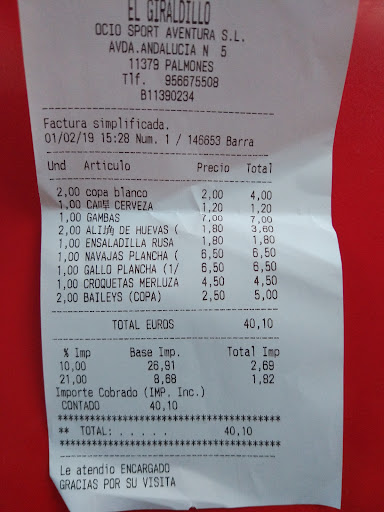 EL GIRALDILLO
OCIO SPORT AVENTURA S.L.
AVDA.ANDALUCIA N 5
11379 PALMONES
Tlf. 956675508
B11390234
Factura simplificada.
01/02/19 15:28 Num. 1 / 146653 Barra
Und Articulo Precio Total
2,00 copa blanco 2,00 4,00
1,00 CERVEZA 1,20 1,20
1,00 GAMBAS 7,00 7,00
2,00 DE HUEVAS ( 1,80 3,60
1,00 ENSALADILLA RUSA 1,80 1,80
1,00 NAVAJAS PLANCHA ( 6,50 6,50
1,00 GALLO PLANCHA (1/ 6,50 6,50
1,00 CROQUETAS MERLUZA 4,50 4,50
2,00 BAILEYS (COPA) 2,50 5,00
TOTAL EUROS 40,10
% Imp Base Imp. Total Imp
10,00 26,91 2,69
21,00 8,68 1,82
Importe Cobrado (IMP. Inc.)
CONTADO 40,10
** TOTAL: . . . . . 40,10
Le atendio ENCARGADO
GRACIAS POR SU VISITA